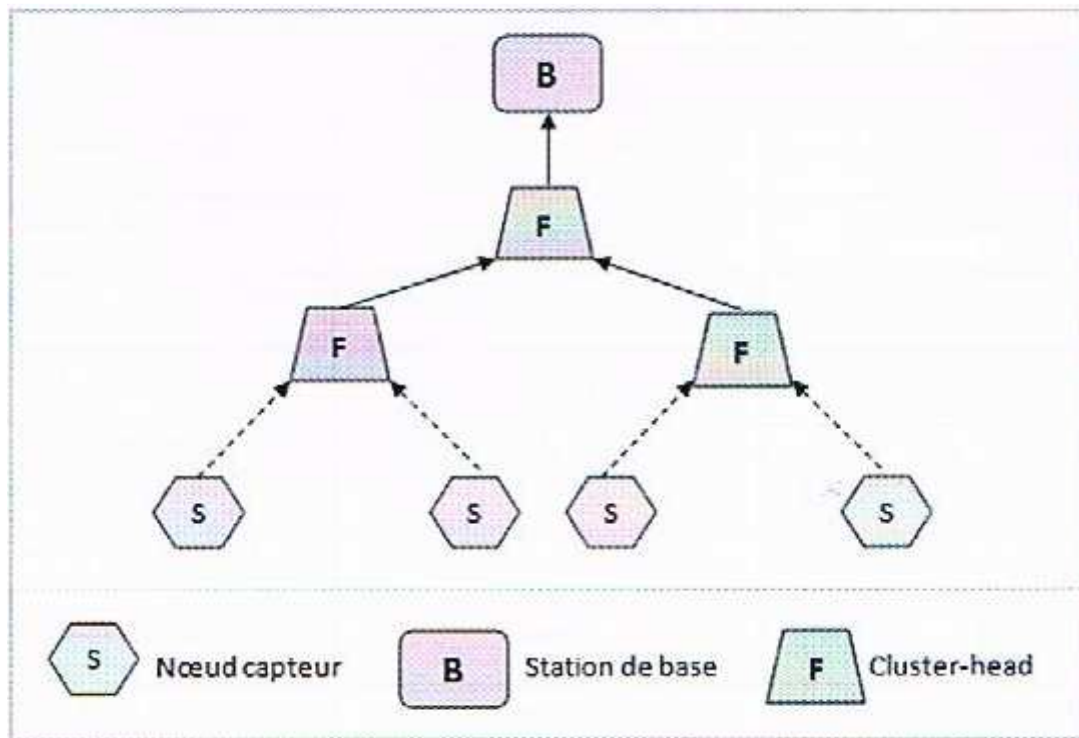 B
F
F F
S S S S
S Nœud capteur B Station de base F Cluster-head